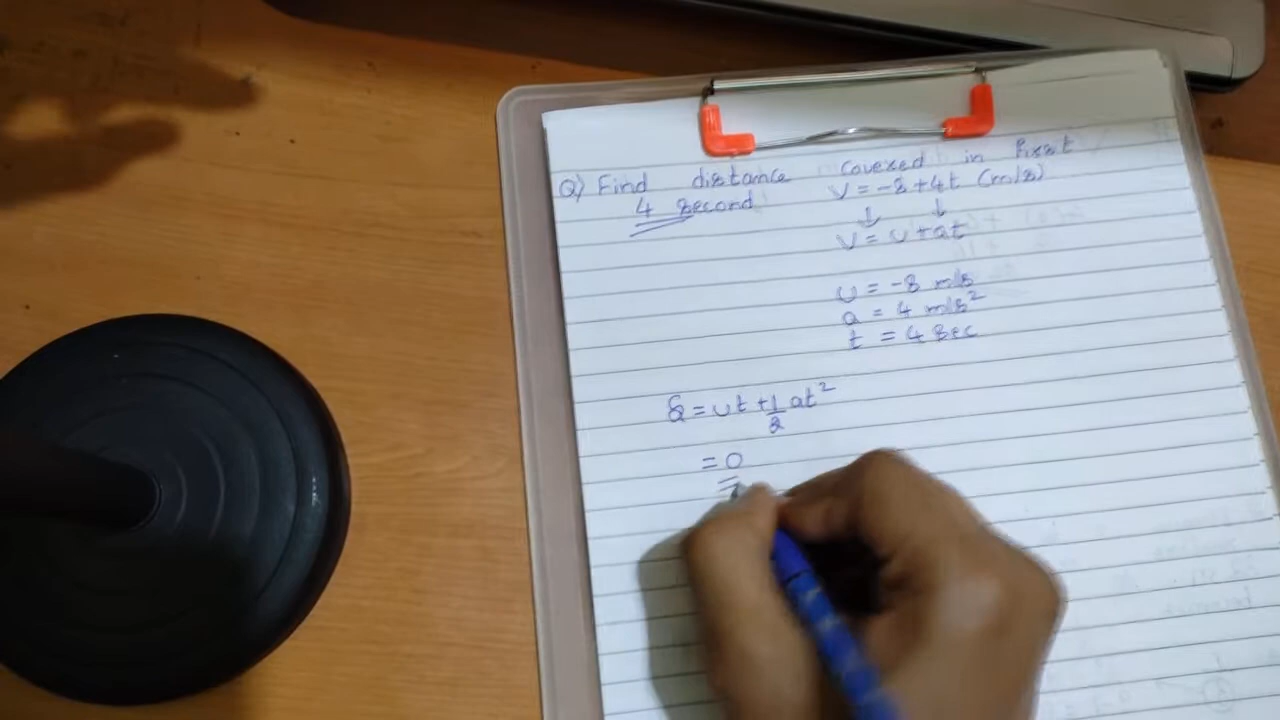 Q) Find distance covered in first
4 second V = -8 + 4t (m/s)
↓ ↓
V = u + at
u = -8 m/s
a = 4 m/s²
t = 4 sec
S = ut + 1/2 at²
= 0